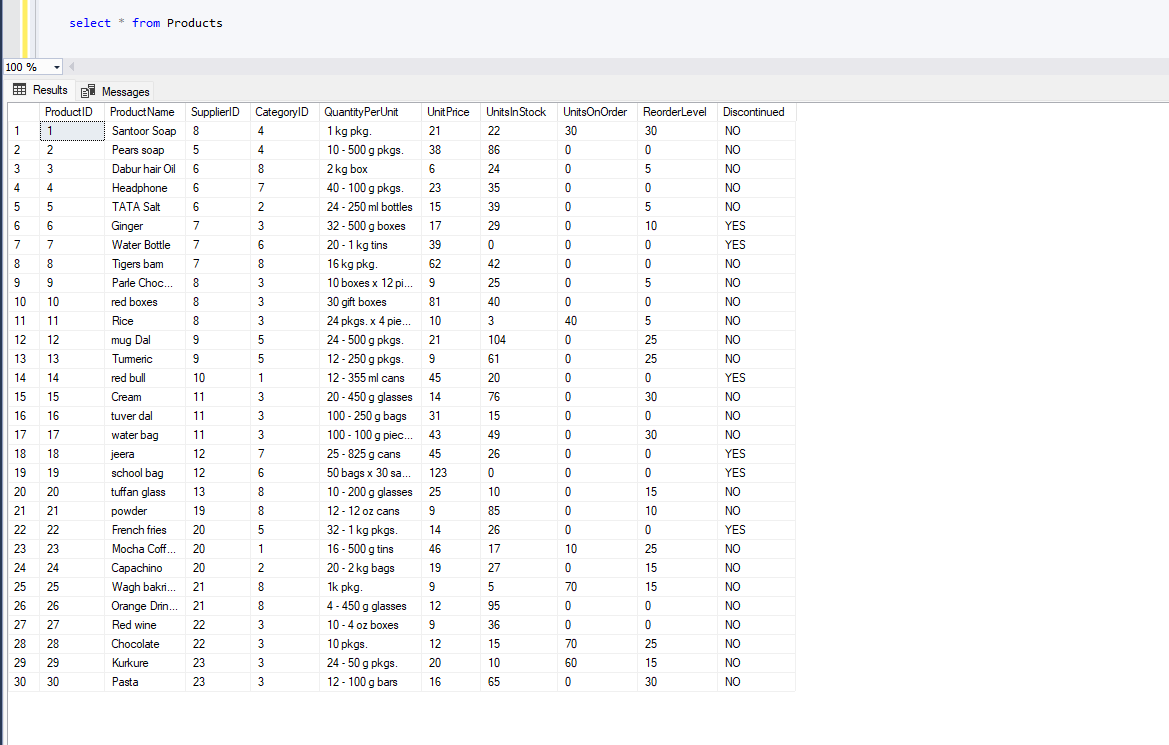 select * from Products
100 %
Results Messages
ProductID ProductName SupplierID CategoryID QuantityPerUnit UnitPrice UnitsInStock UnitsOnOrder ReorderLevel Discontinued
1 1 Santoor Soap 8 4 1 kg pkg. 21 22 30 30 NO
2 2 Pears soap 5 4 10 - 500 g pkgs. 38 86 0 0 NO
3 3 Dabur hair Oil 6 8 2 kg box 6 24 0 5 NO
4 4 Headphone 6 7 40 - 100 g pkgs. 23 35 0 0 NO
5 5 TATA Salt 6 2 24 - 250 ml bottles 15 39 0 5 NO
6 6 Ginger 7 3 32 - 500 g boxes 17 29 0 10 YES
7 7 Water Bottle 7 6 20 - 1 kg tins 39 0 0 0 YES
8 8 Tigers bam 7 8 16 kg pkg. 62 42 0 0 NO
9 9 Parle Choc... 8 3 10 boxes x 12 pi... 9 25 0 5 NO
10 10 red boxes 8 3 30 gift boxes 81 40 0 0 NO
11 11 Rice 8 3 24 pkgs. x 4 pie... 10 3 40 5 NO
12 12 mug Dal 9 5 24 - 500 g pkgs. 21 104 0 25 NO
13 13 Turmeric 9 5 12 - 250 g pkgs. 9 61 0 25 NO
14 14 red bull 10 1 12 - 355 ml cans 45 20 0 0 YES
15 15 Cream 11 3 20 - 450 g glasses 14 76 0 30 NO
16 16 tuver dal 11 3 100 - 250 g bags 31 15 0 0 NO
17 17 water bag 11 3 100 - 100 g piec... 43 49 0 30 NO
18 18 jeera 12 7 25 - 825 g cans 45 26 0 0 YES
19 19 school bag 12 6 50 bags x 30 sa... 123 0 0 0 YES
20 20 tuffan glass 13 8 10 - 200 g glasses 25 10 0 15 NO
21 21 powder 19 8 12 - 12 oz cans 9 85 0 10 NO
22 22 French fries 20 5 32 - 1 kg pkgs. 14 26 0 0 YES
23 23 Mocha Coff... 20 1 16 - 500 g tins 46 17 10 25 NO
24 24 Capachino 20 2 20 - 2 kg bags 19 27 0 15 NO
25 25 Wagh bakri... 21 8 1k pkg. 9 5 70 15 NO
26 26 Orange Drin... 21 8 4 - 450 g glasses 12 95 0 0 NO
27 27 Red wine 22 3 10 - 4 oz boxes 9 36 0 0 NO
28 28 Chocolate 22 3 10 pkgs. 12 15 70 25 NO
29 29 Kurkure 23 3 24 - 50 g pkgs. 20 10 60 15 NO
30 30 Pasta 23 3 12 - 100 g bars 16 65 0 30 NO